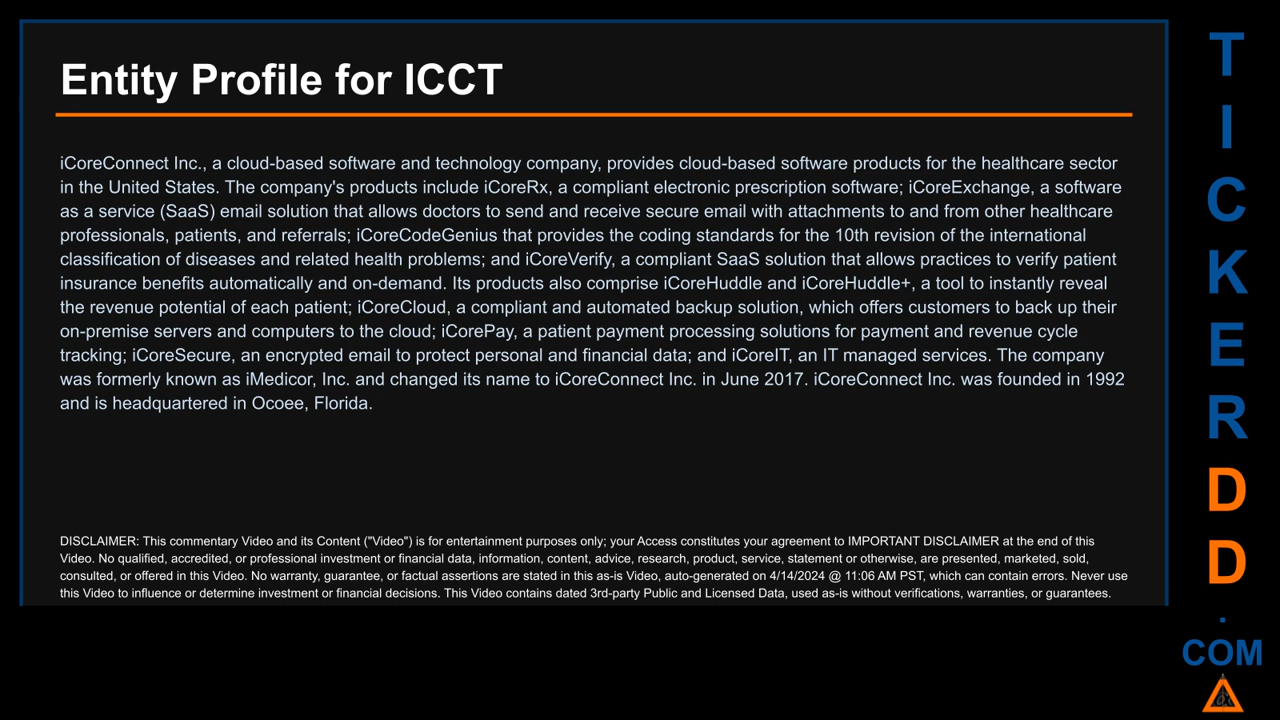 Entity Profile for ICCT
iCoreConnect Inc., a cloud-based software and technology company, provides cloud-based software products for the healthcare sector
in the United States. The company's products include iCoreRx, a compliant electronic prescription software; iCoreExchange, a software
as a service (SaaS) email solution that allows doctors to send and receive secure email with attachments to and from other healthcare
professionals, patients, and referrals; iCoreCodeGenius that provides the coding standards for the 10th revision of the international
classification of diseases and related health problems; and iCoreVerify, a compliant SaaS solution that allows practices to verify patient
insurance benefits automatically and on-demand. Its products also comprise iCoreHuddle and iCoreHuddle+, a tool to instantly reveal
the revenue potential of each patient; iCoreCloud, a compliant and automated backup solution, which offers customers to back up their
on-premise servers and computers to the cloud; iCorePay, a patient payment processing solutions for payment and revenue cycle
tracking; iCoreSecure, an encrypted email to protect personal and financial data; and iCoreIT, an IT managed services. The company
was formerly known as iMedicor, Inc. and changed its name to iCoreConnect Inc. in June 2017. iCoreConnect Inc. was founded in 1992
and is headquartered in Ocoee, Florida.
DISCLAIMER: This commentary Video and its Content ("Video") is for entertainment purposes only; your Access constitutes your agreement to IMPORTANT DISCLAIMER at the end of this
Video. No qualified, accredited, or professional investment or financial data, information, content, advice, research, product, service, statement or otherwise, are presented, marketed, sold,
consulted, or offered in this Video. No warranty, guarantee, or factual assertions are stated in this as-is Video, auto-generated on 4/14/2024 @ 11:06 AM PST, which can contain errors. Never use
this Video to influence or determine investment or financial decisions. This Video contains dated 3rd-party Public and Licensed Data, used as-is without verifications, warranties, or guarantees.
T
I
C
K
E
R
D
D
.
COM